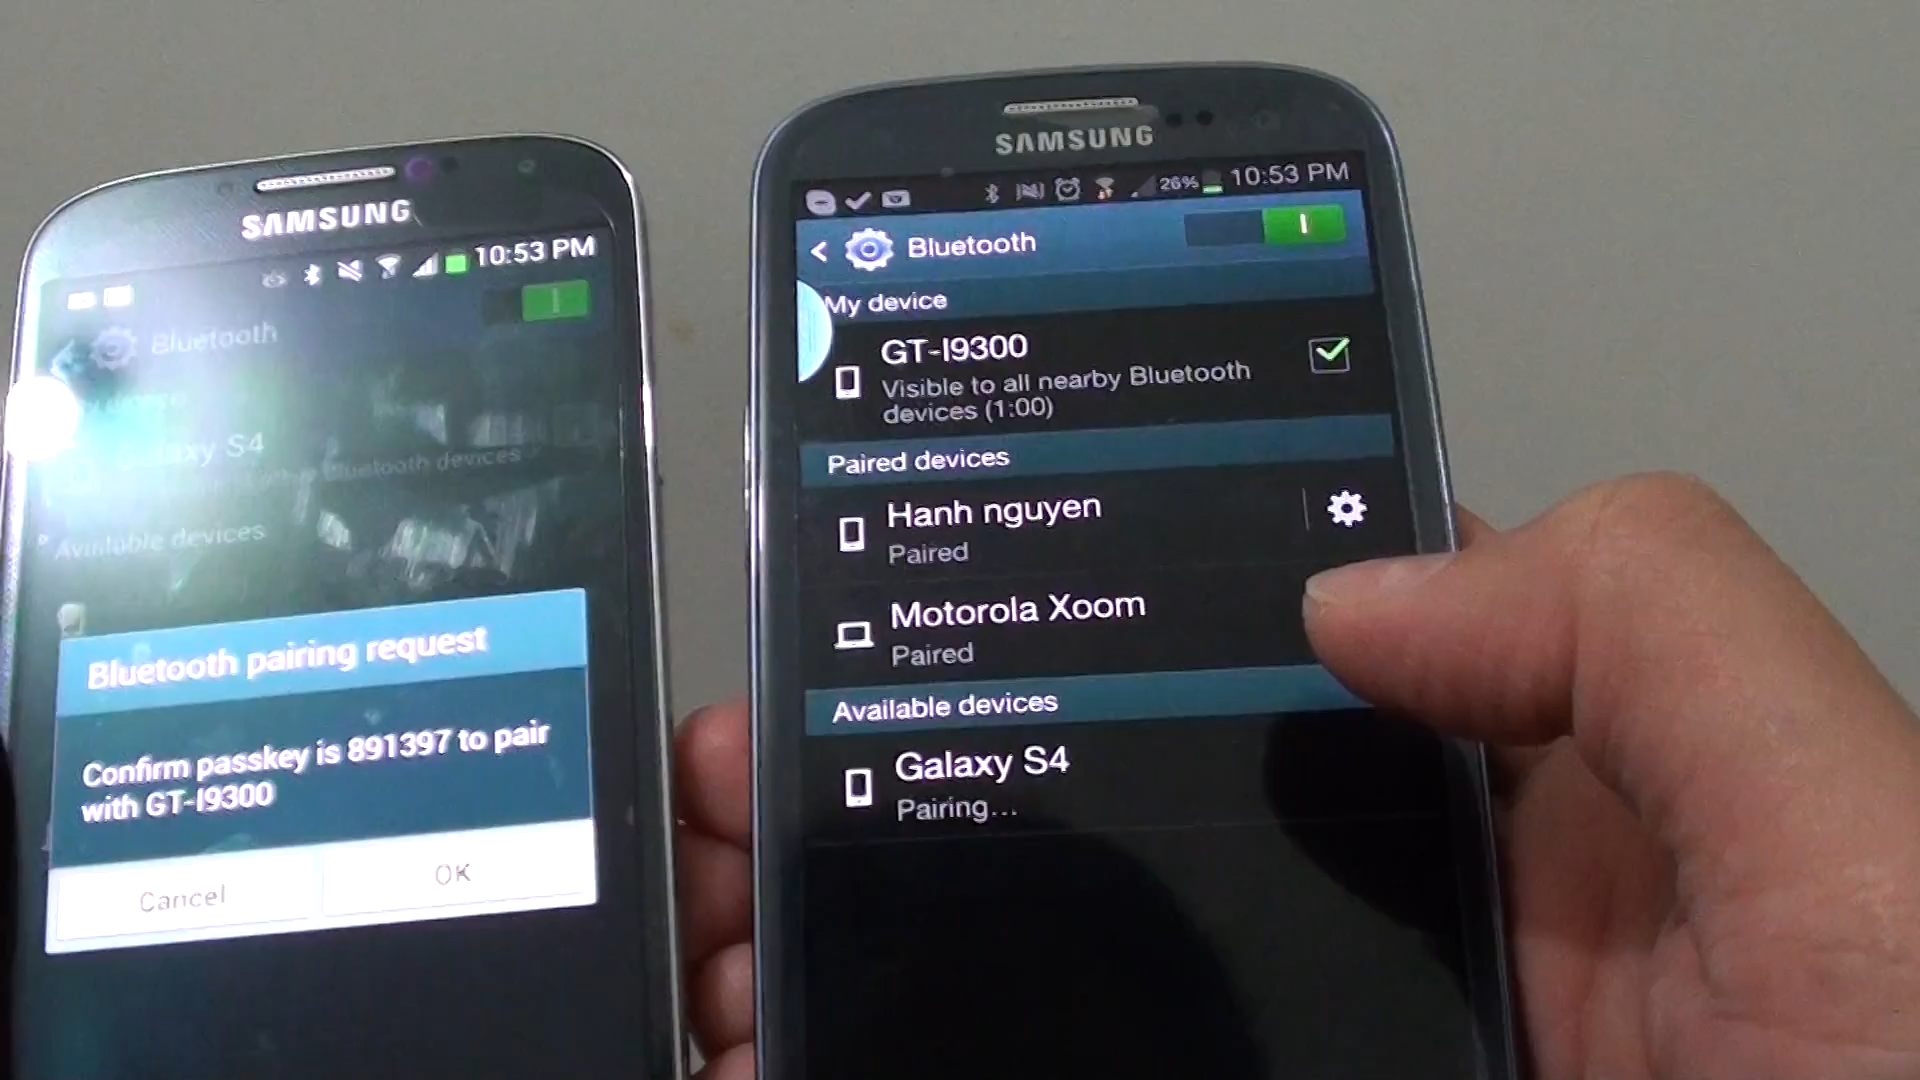 SAMSUNG
10:53 PM
Bluetooth
Galaxy S4
Bluetooth devices
Available devices
Bluetooth pairing request
Confirm passkey is 891397 to pair
with GT-I9300
Cancel
OK
SAMSUNG
26% 10:53 PM
Bluetooth
My device
GT-I9300
Visible to all nearby Bluetooth
devices (1:00)
Paired devices
Hanh nguyen
Paired
Motorola Xoom
Paired
Available devices
Galaxy S4
Pairing...